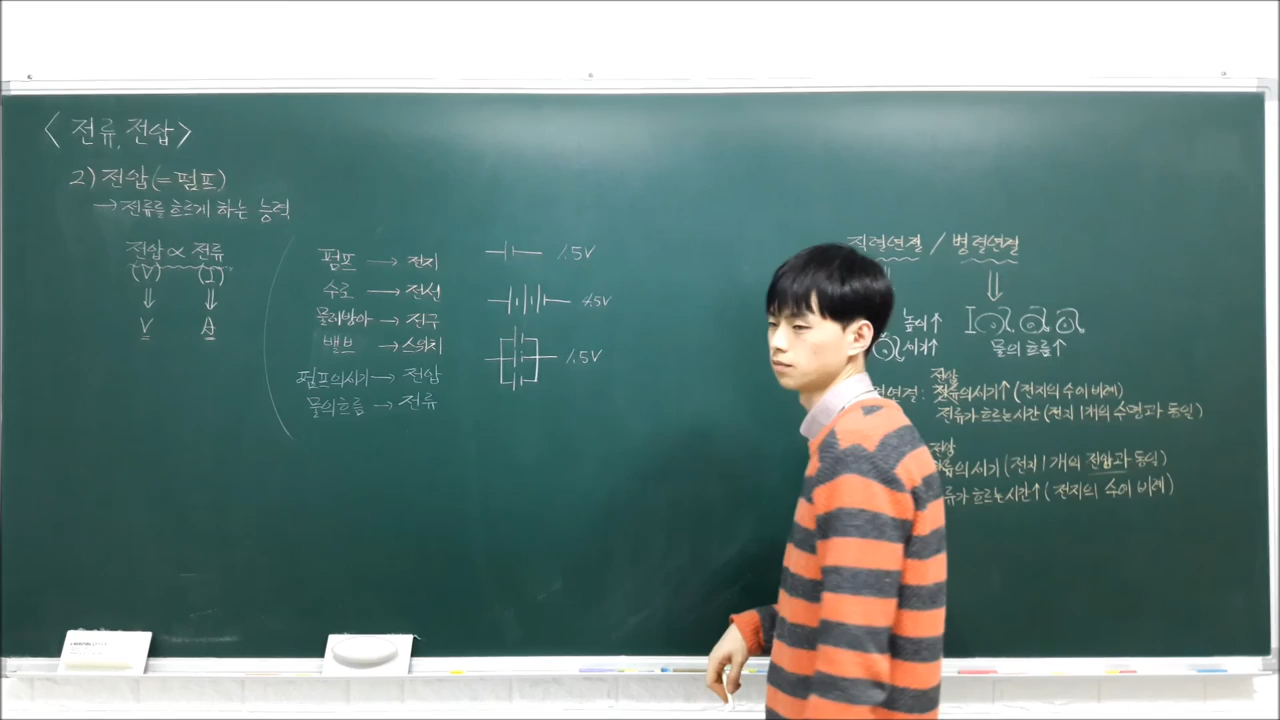 <전류, 전압>
2) 전압(=펌프)
→ 전류를 흐르게 하는 능력
전압 ∝ 전류
(V) (I)
⇓ ⇓
V A
펌프 → 전지
수로 → 전선
물레방아 → 전구
밸브 → 스위치
펌프의 세기 → 전압
물의 흐름 → 전류
1.5V
4.5V
1.5V
직렬연결 / 병렬연결
높이↑
세기↑
물의 흐름↑
전압
연결: 전류의 세기↑ (전지의 수에 비례)
전류가 흐르는 시간 (전지 1개의 수명과 동일)
전압
류의 세기 (전지 1개의 전압과 동일)
류가 흐르는 시간↑ (전지의 수에 비례)